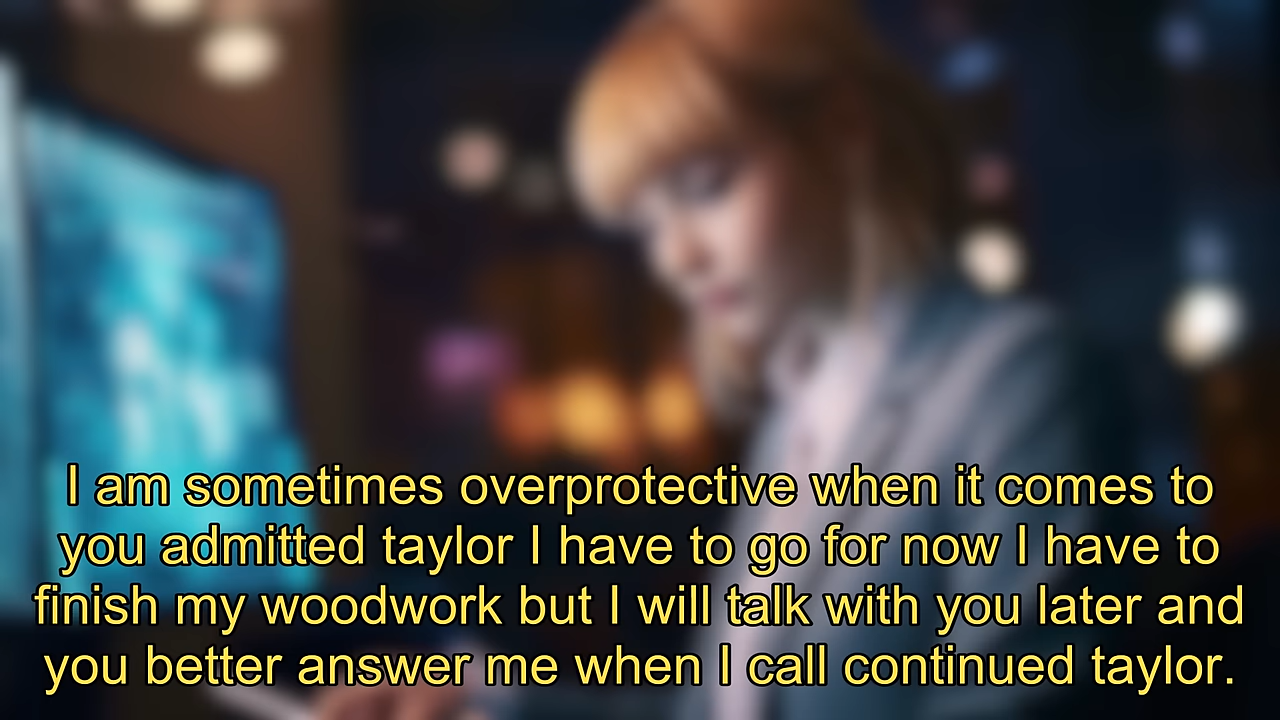 I am sometimes overprotective when it comes to
you admitted taylor I have to go for now I have to
finish my woodwork but I will talk with you later and
you better answer me when I call continued taylor.